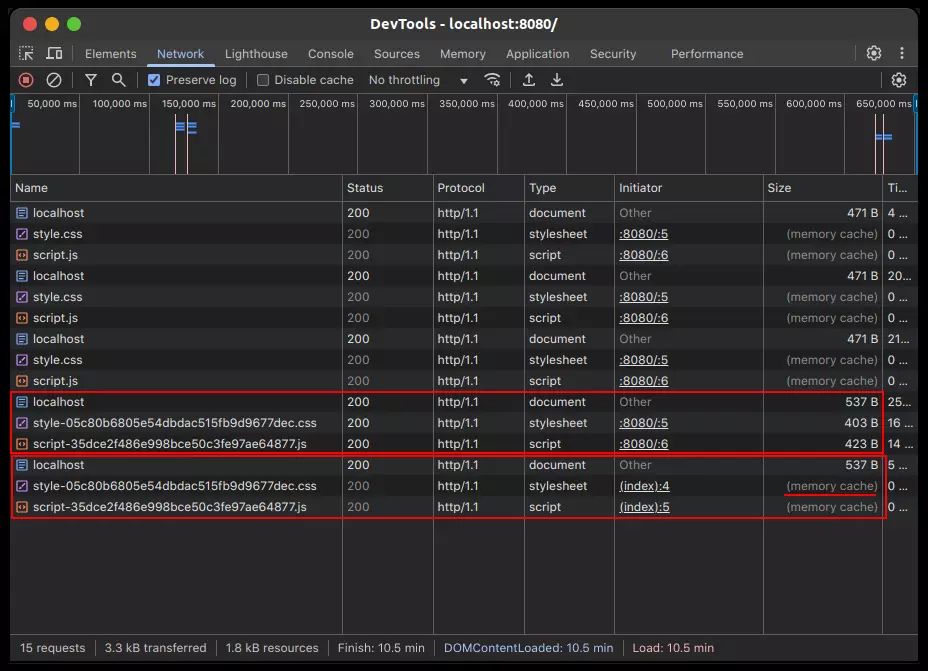 DevTools - localhost:8080/
Elements Network Lighthouse Console Sources Memory Application Security Performance
Preserve log Disable cache No throttling
50,000 ms 100,000 ms 150,000 ms 200,000 ms 250,000 ms 300,000 ms 350,000 ms 400,000 ms 450,000 ms 500,000 ms 550,000 ms 600,000 ms 650,000 ms
Name Status Protocol Type Initiator Size Ti...
localhost 200 http/1.1 document Other 471 B 4 ...
style.css 200 http/1.1 stylesheet :8080/:5 (memory cache) 0 ...
script.js 200 http/1.1 script :8080/:6 (memory cache) 0 ...
localhost 200 http/1.1 document Other 471 B 20...
style.css 200 http/1.1 stylesheet :8080/:5 (memory cache) 0 ...
script.js 200 http/1.1 script :8080/:6 (memory cache) 0 ...
localhost 200 http/1.1 document Other 471 B 21...
style.css 200 http/1.1 stylesheet :8080/:5 (memory cache) 0 ...
script.js 200 http/1.1 script :8080/:6 (memory cache) 0 ...
localhost 200 http/1.1 document Other 537 B 25...
style-05c80b6805e54dbdac515fb9d9677dec.css 200 http/1.1 stylesheet :8080/:5 403 B 16 ...
script-35dce2f486e998bce50c3fe97ae64877.js 200 http/1.1 script :8080/:6 423 B 14 ...
localhost 200 http/1.1 document Other 537 B 5 ...
style-05c80b6805e54dbdac515fb9d9677dec.css 200 http/1.1 stylesheet (index):4 (memory cache) 0 ...
script-35dce2f486e998bce50c3fe97ae64877.js 200 http/1.1 script (index):5 (memory cache) 0 ...
15 requests 3.3 kB transferred 1.8 kB resources Finish: 10.5 min DOMContentLoaded: 10.5 min Load: 10.5 min